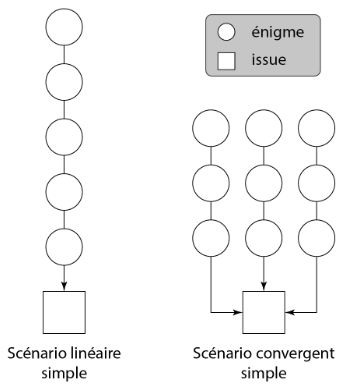 énigme
issue
Scénario linéaire
simple
Scénario convergent
simple